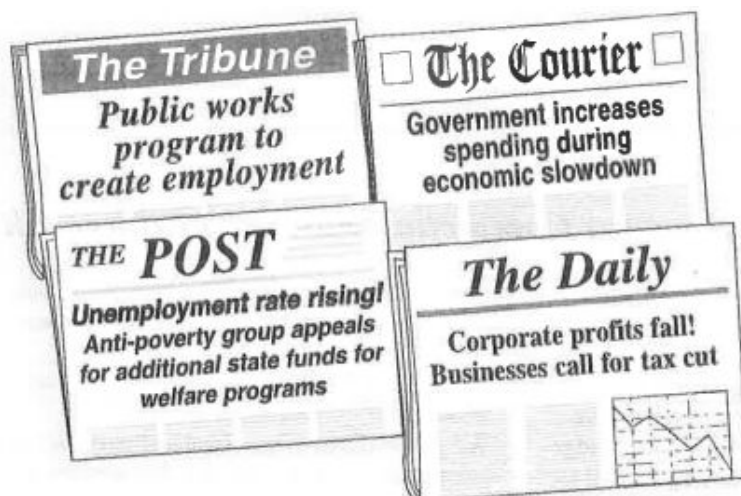 The Tribune
Public works
program to
create employment
The Courier
Government increases
spending during
economic slowdown
THE POST
Unemployment rate rising!
Anti-poverty group appeals
for additional state funds for
welfare programs
The Daily
Corporate profits fall!
Businesses call for tax cut